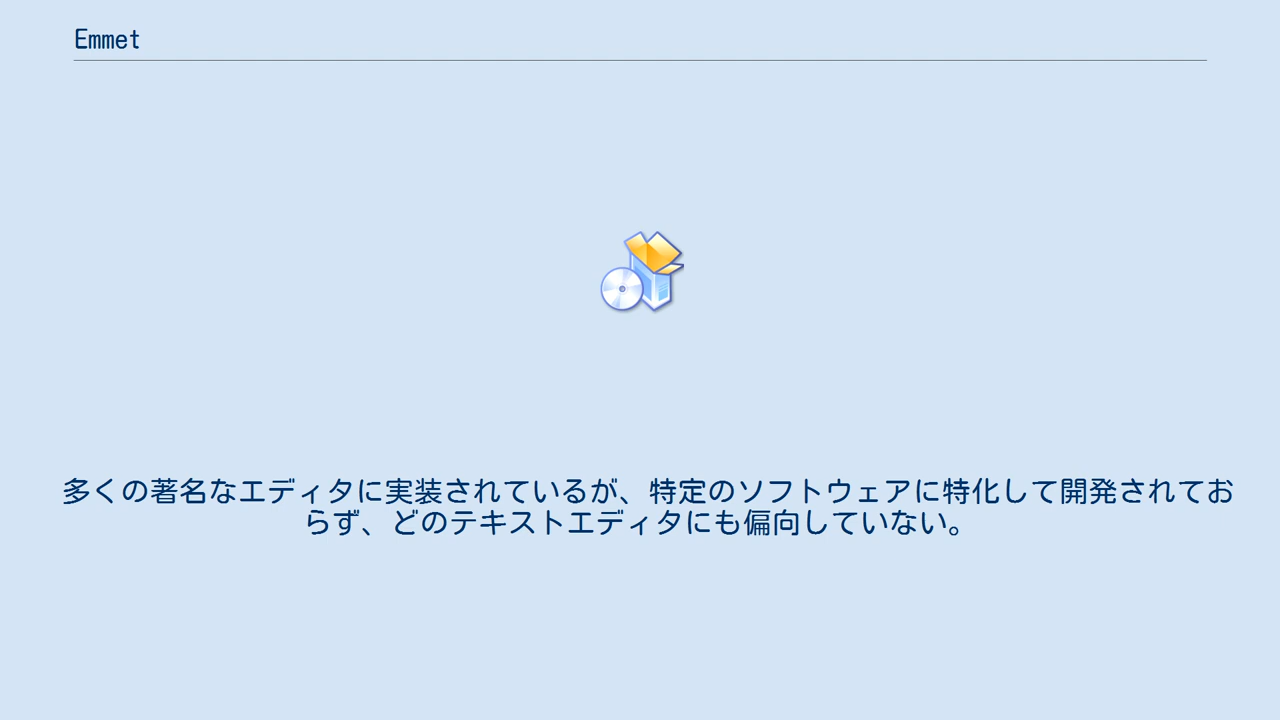 Emmet
多くの著名なエディタに実装されているが、特定のソフトウェアに特化して開発されてお
らず、どのテキストエディタにも偏向していない。